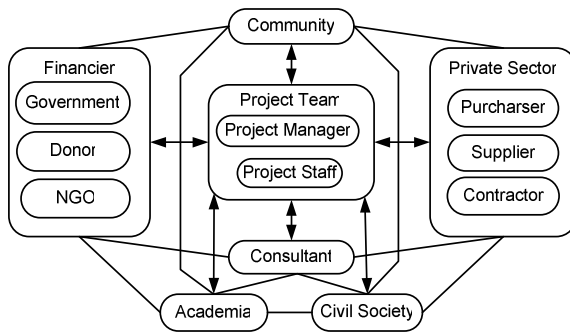 Community
Financier
Government
Donor
NGO
Project Team
Project Manager
Project Staff
Private Sector
Purcharser
Supplier
Contractor
Consultant
Academia
Civil Society